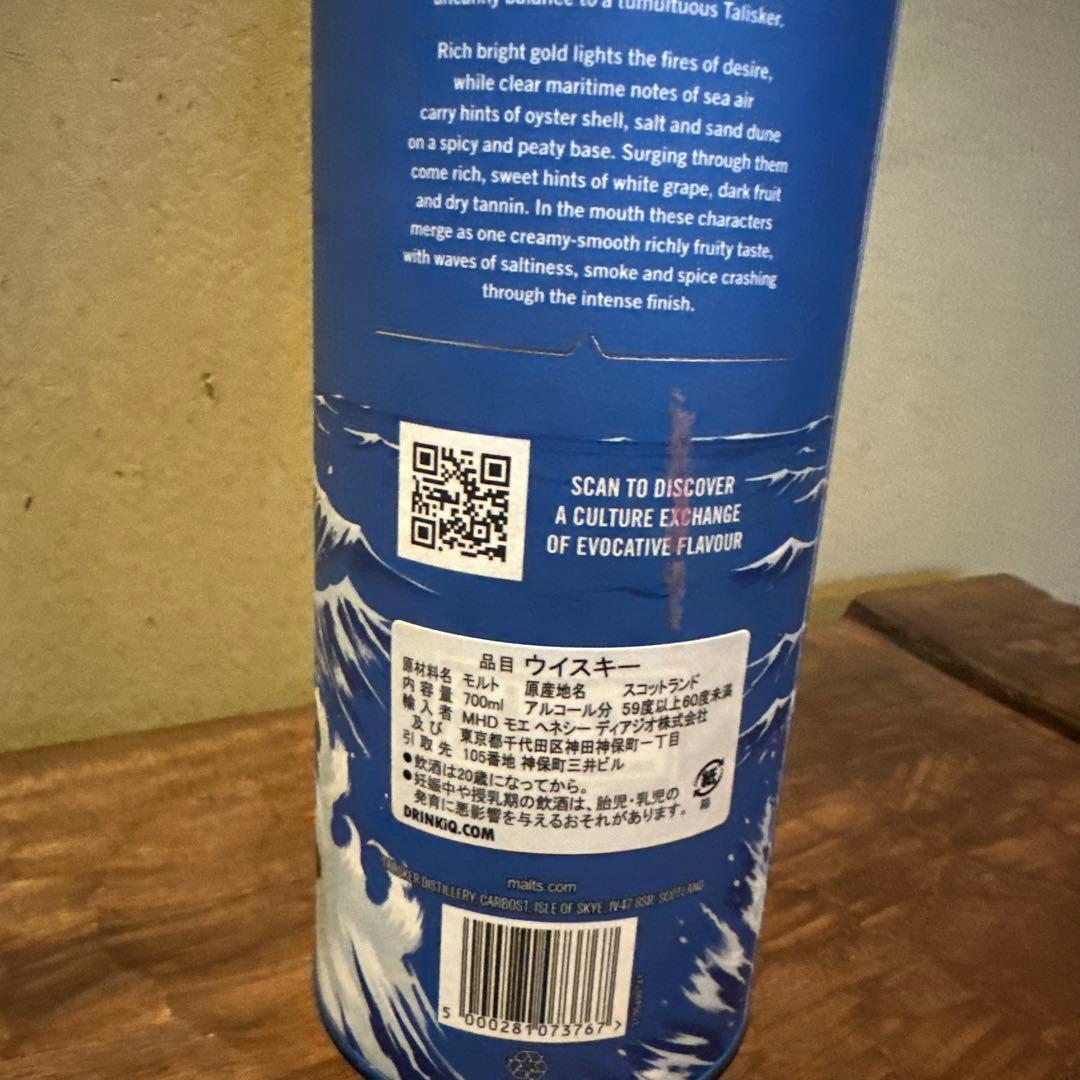 uncanny balance to a tumultuous Talisker.
Rich bright gold lights the fires of desire,
while clear maritime notes of sea air
carry hints of oyster shell, salt and sand dune
on a spicy and peaty base. Surging through them
come rich, sweet hints of white grape, dark fruit
and dry tannin. In the mouth these characters
merge as one creamy-smooth richly fruity taste,
with waves of saltiness, smoke and spice crashing
through the intense finish.
SCAN TO DISCOVER
A CULTURE EXCHANGE
OF EVOCATIVE FLAVOUR
品目 ウイスキー
原材料名 モルト 原産地名 スコットランド
内容量 700ml アルコール分 59度以上60度未満
輸入者 MHD モエ ヘネシー ディアジオ株式会社
及び 東京都千代田区神田神保町一丁目
引取先 105番地 神保町三井ビル
●飲酒は20歳になってから。
●妊娠中や授乳期の飲酒は、胎児・乳児の
発育に悪影響を与えるおそれがあります。
紙
箱
DRINKiQ.COM
malts.com
TALISKER DISTILLERY, CARBOST, ISLE OF SKYE, IV47 8SR, SCOTLAND
5 000281 073767 >